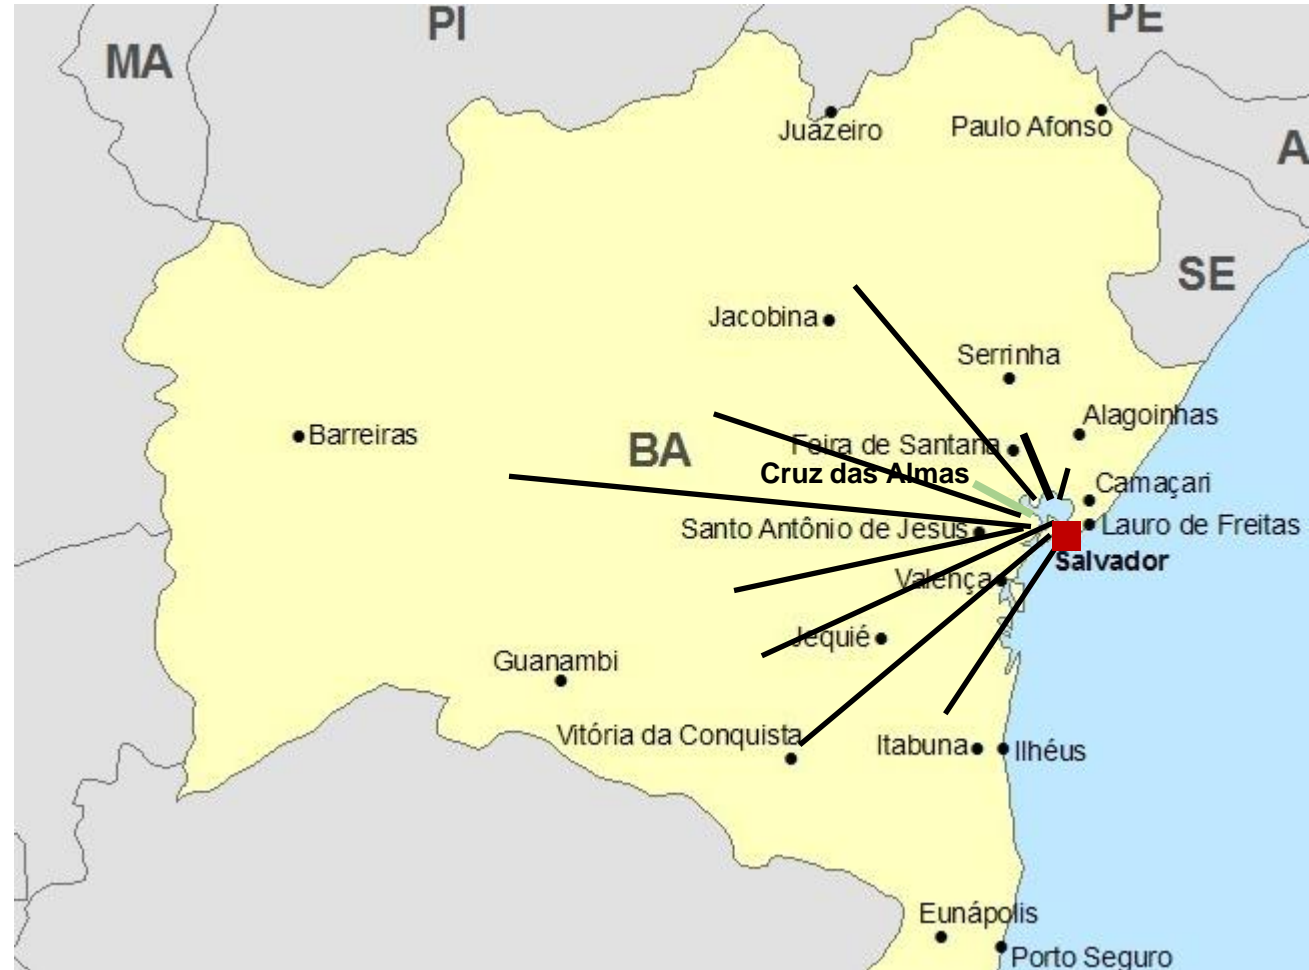 PI
PE
MA
Juazeiro
Paulo Afonso
A
SE
Jacobina
Serrinha
Alagoinhas
Barreiras
BA
Feira de Santana
Cruz das Almas
Camaçari
Santo Antônio de Jesus
Lauro de Freitas
Salvador
Valença
Jequié
Guanambi
Vitória da Conquista
Itabuna
Ilhéus
Eunápolis
Porto Seguro